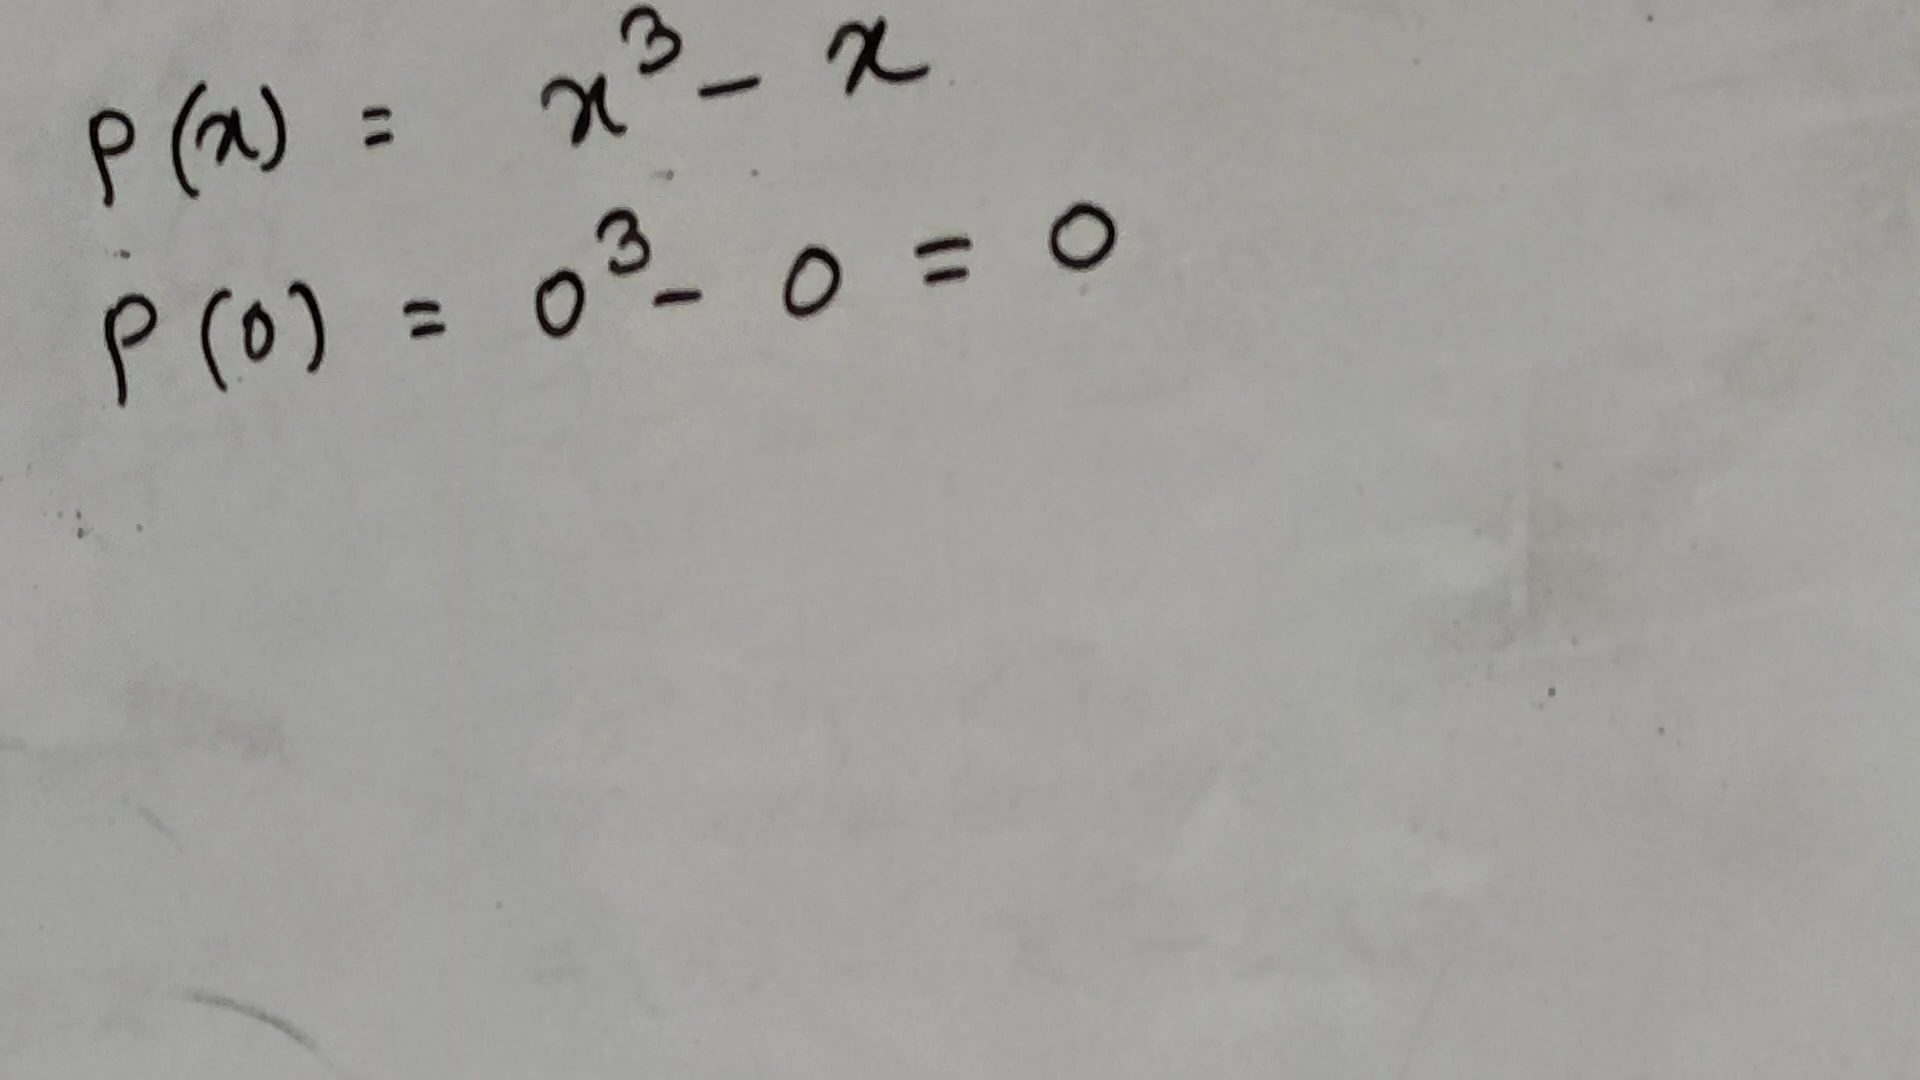 P(x) = x³ - x
P(0) = 0³ - 0 = 0